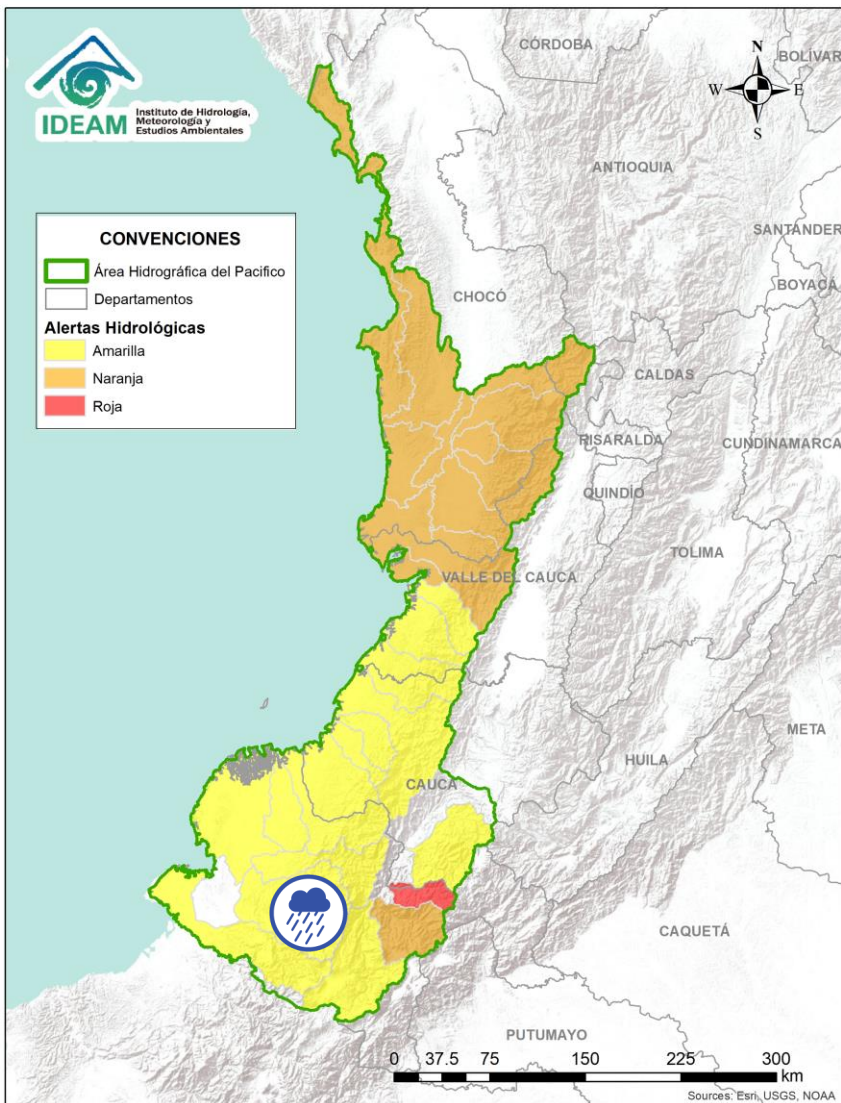 IDEAM
Instituto de Hidrología,
Meteorología y
Estudios Ambientales
N
W
E
S
CÓRDOBA
BOLÍVAR
ANTIOQUIA
SANTANDER
BOYACÁ
CHOCÓ
CALDAS
RISARALDA
CUNDINAMARCA
QUINDÍO
TOLIMA
VALLE DEL CAUCA
META
HUILA
CAUCA
CAQUETÁ
PUTUMAYO
CONVENCIONES
Área Hidrográfica del Pacifico
Departamentos
Alertas Hidrológicas
Amarilla
Naranja
Roja
0 37.5 75 150 225 300
km
Sources: Esri, USGS, NOAA